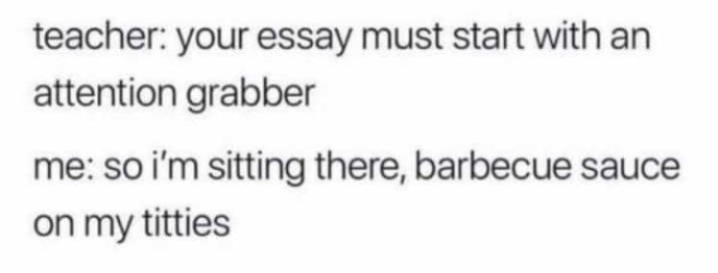 teacher: your essay must start with an
attention grabber
me: so i'm sitting there, barbecue sauce
on my titties